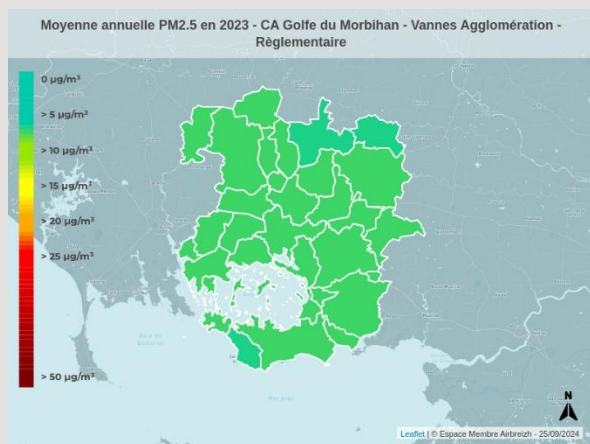 Moyenne annuelle PM2.5 en 2023 - CA Golfe du Morbihan - Vannes Agglomération -
Règlementaire
0 µg/m³
> 5 µg/m³
> 10 µg/m³
> 15 µg/m³
> 20 µg/m³
> 25 µg/m³
> 50 µg/m³
N
Leaflet | © Espace Membre Airbreizh - 25/09/2024